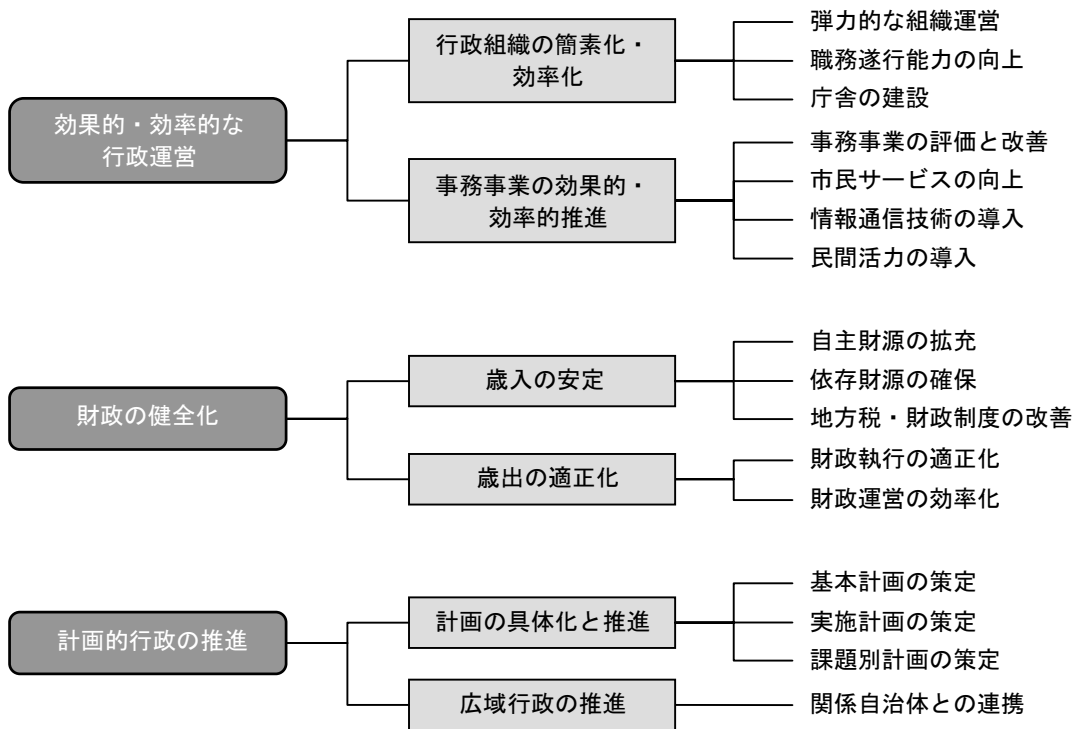 効果的・効率的な
行政運営
行政組織の簡素化・
効率化
弾力的な組織運営
職務遂行能力の向上
庁舎の建設
事務事業の効果的・
効率的推進
事務事業の評価と改善
市民サービスの向上
情報通信技術の導入
民間活力の導入
財政の健全化
歳入の安定
自主財源の拡充
依存財源の確保
地方税・財政制度の改善
歳出の適正化
財政執行の適正化
財政運営の効率化
計画的行政の推進
計画の具体化と推進
基本計画の策定
実施計画の策定
課題別計画の策定
広域行政の推進
関係自治体との連携